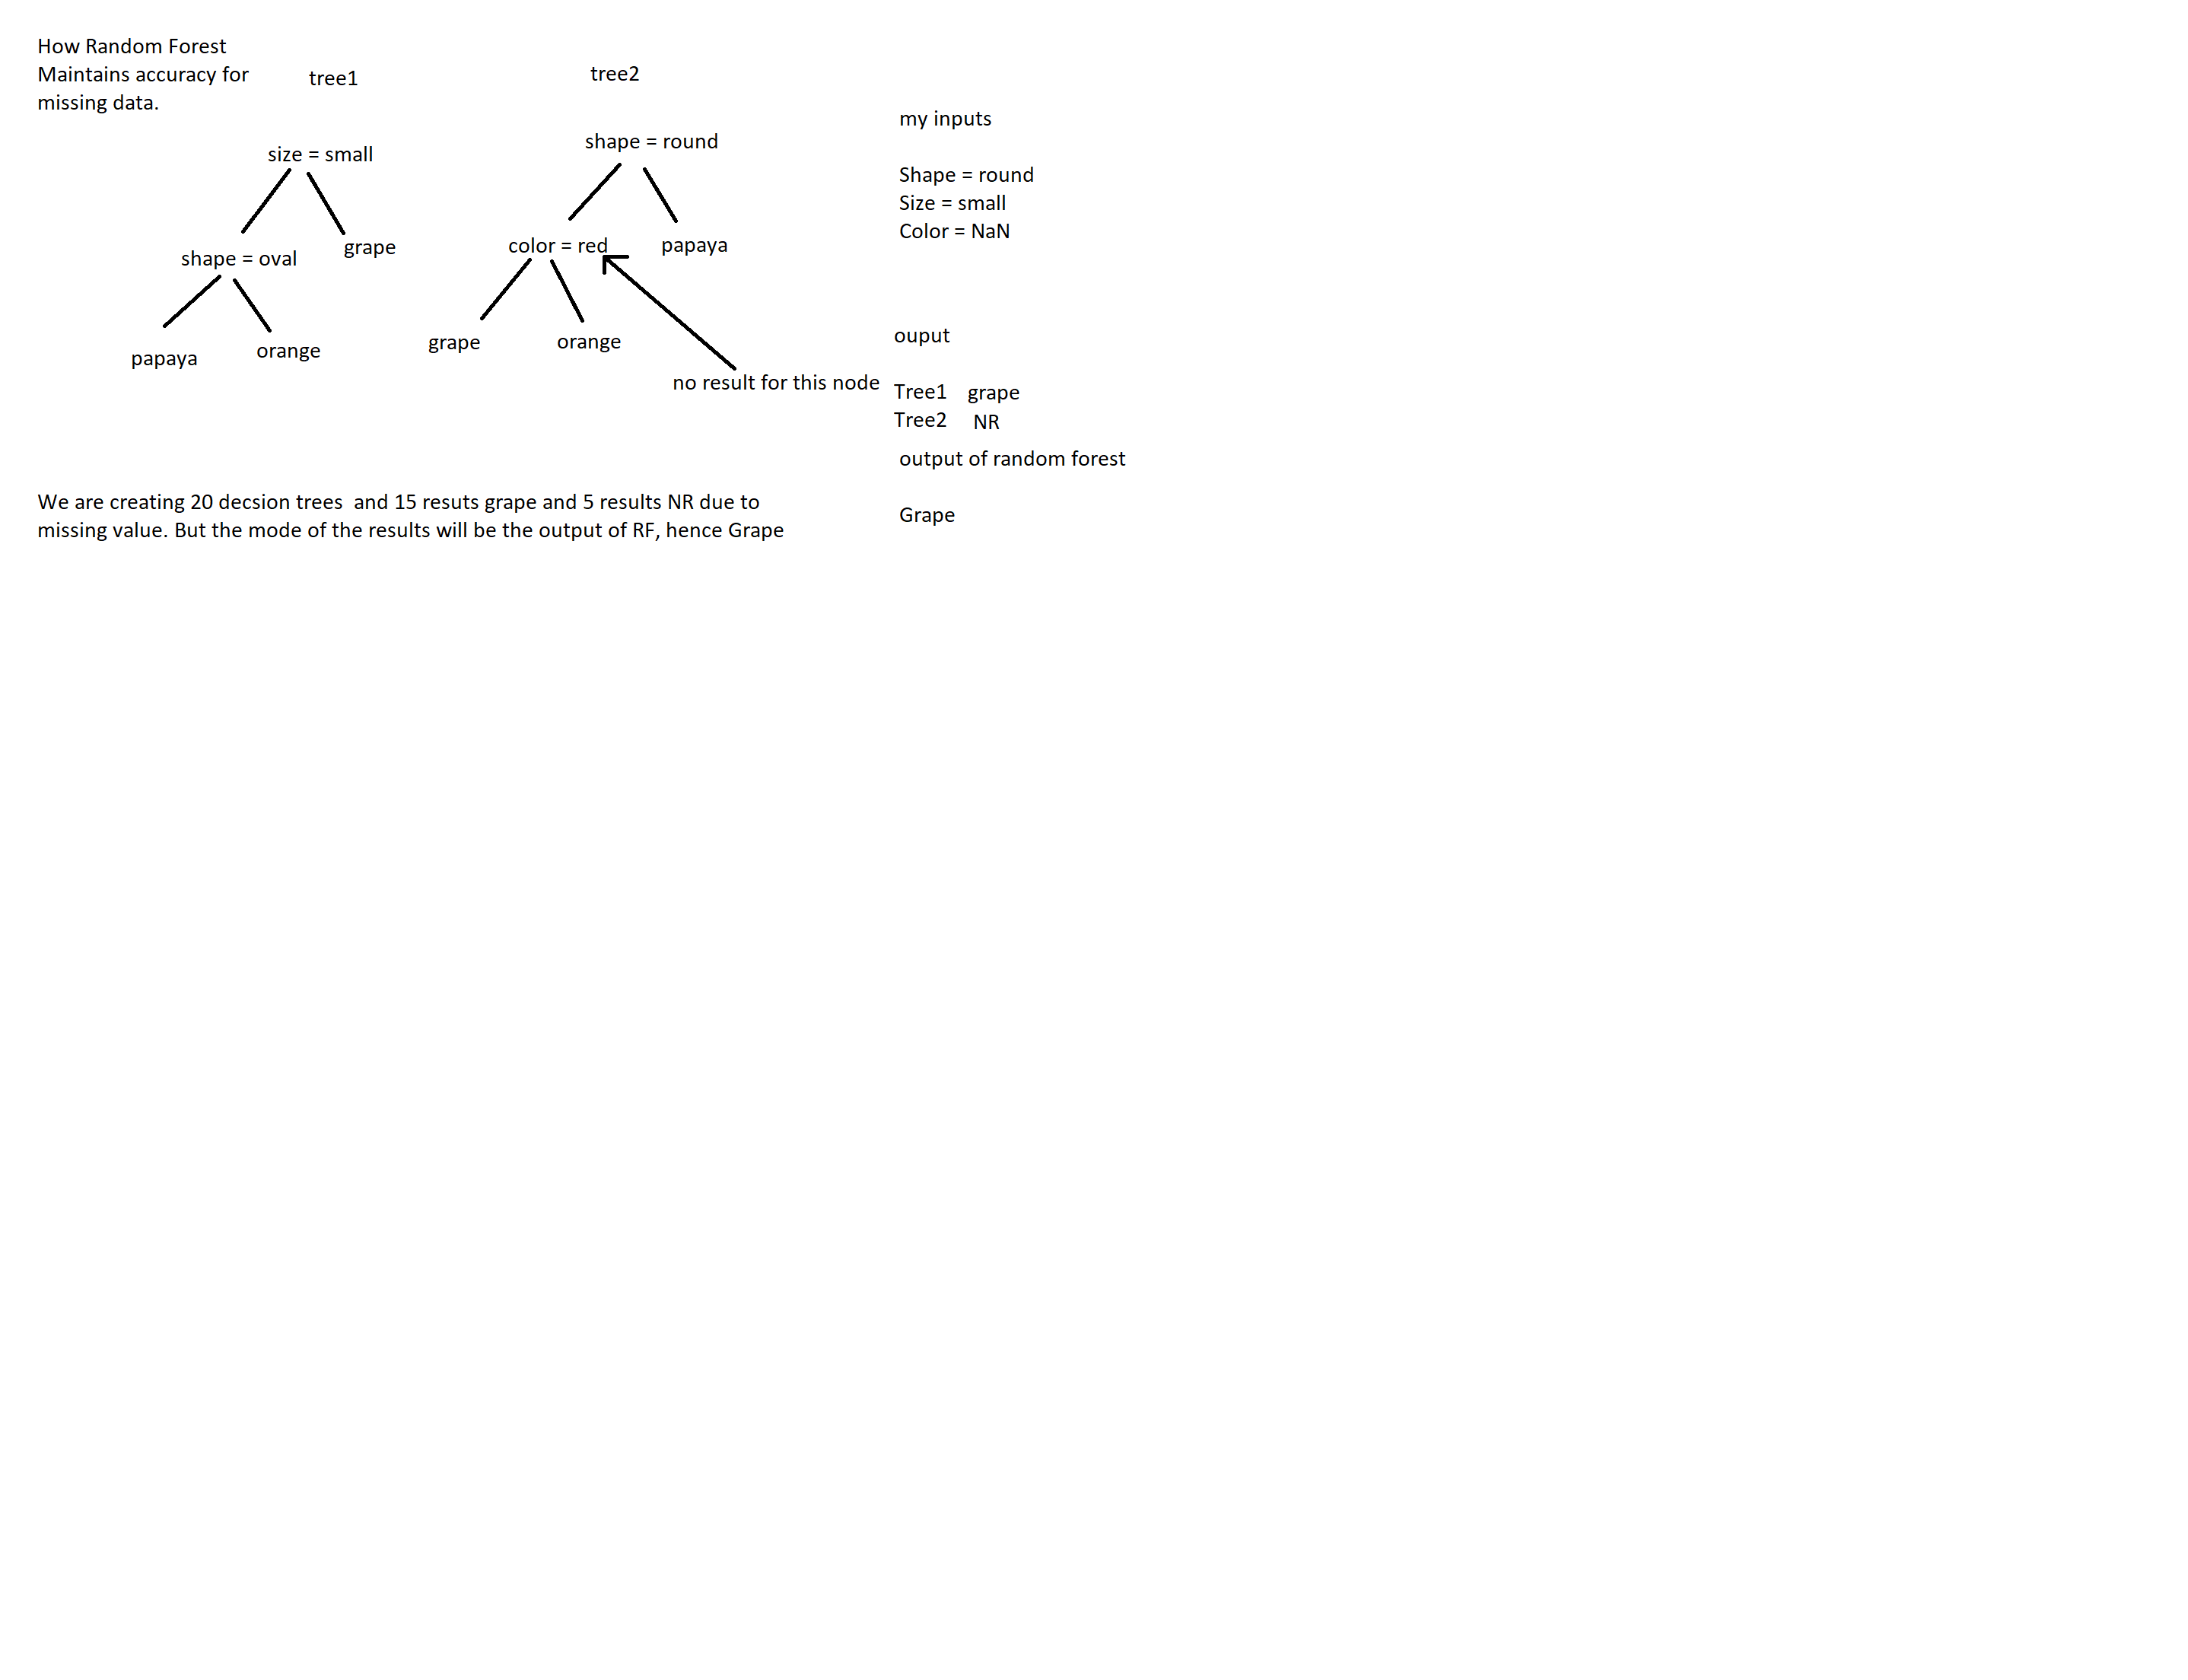 How Random Forest
Maintains accuracy for
missing data.
tree1
tree2
size = small
shape = oval
grape
papaya
orange
shape = round
color = red
papaya
grape
orange
no result for this node
my inputs
Shape = round
Size = small
Color = NaN
ouput
Tree1 grape
Tree2 NR
output of random forest
Grape
We are creating 20 decsion trees  and 15 resuts grape and 5 results NR due to
missing value. But the mode of the results will be the output of RF, hence Grape